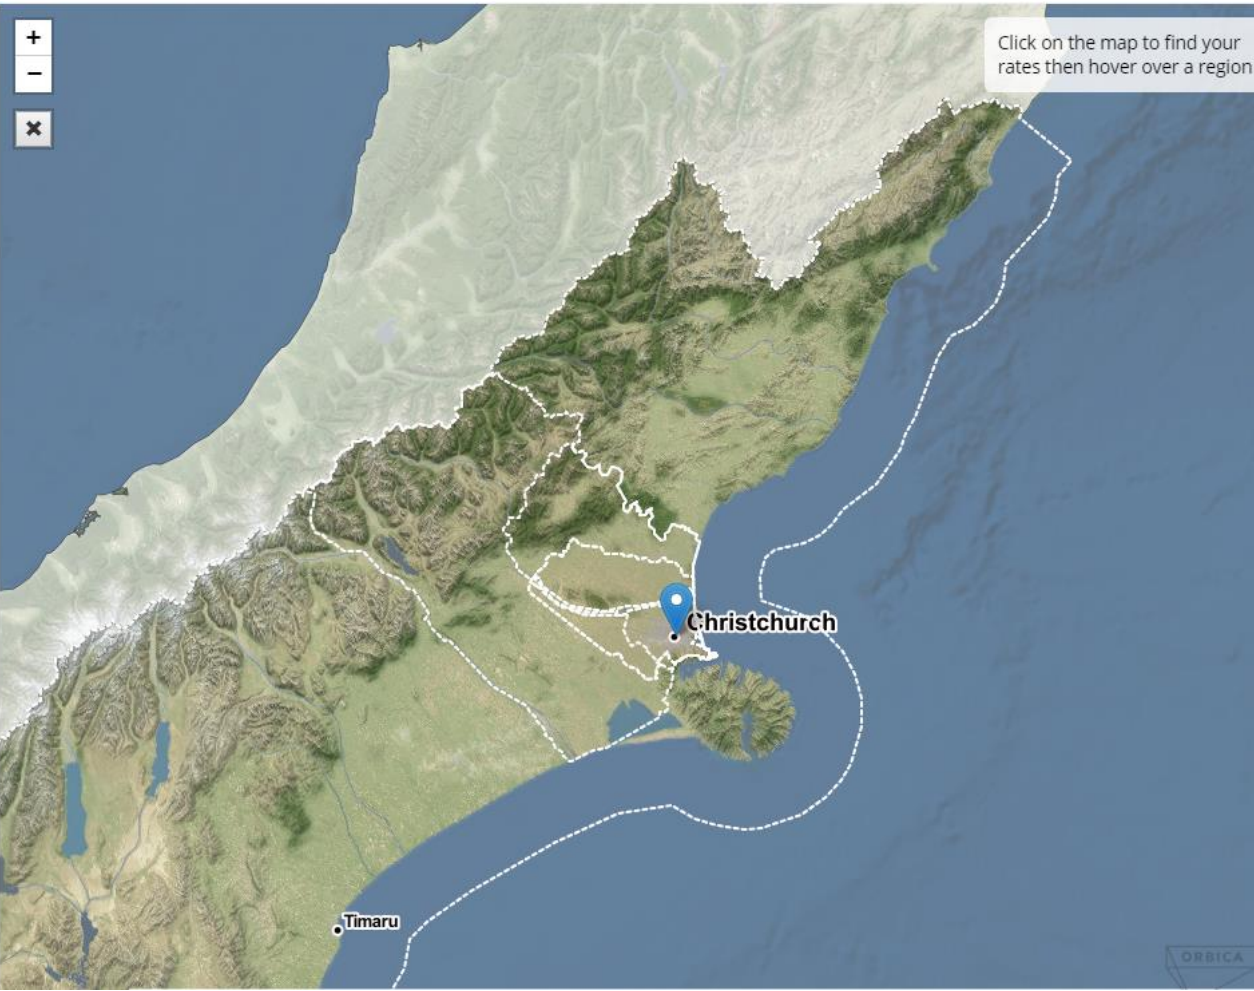 +
Click on the map to find your
rates then hover over a region
−
Christchurch
Timaru
ORBICA